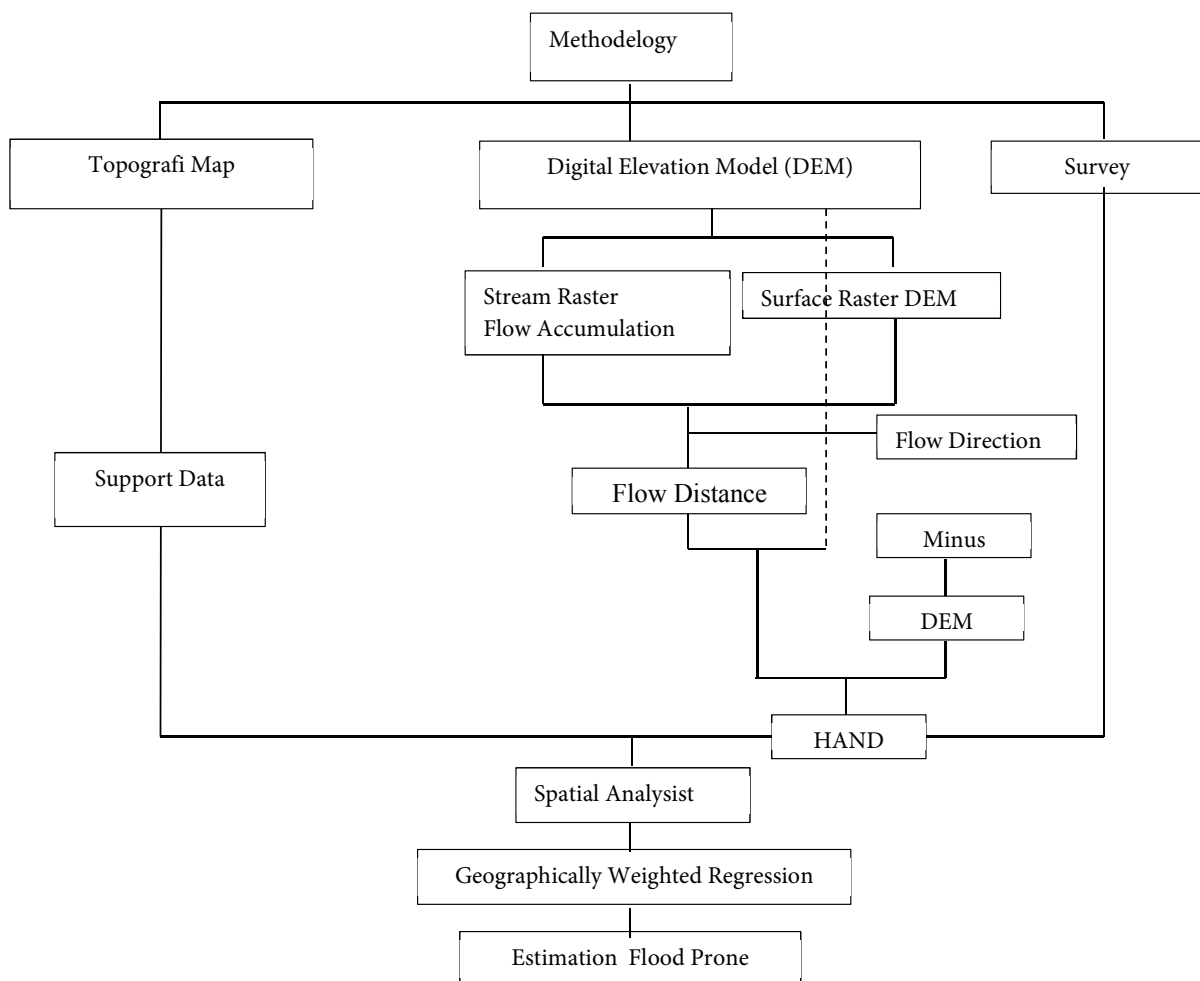 Methodelogy
Topografi Map
Digital Elevation Model (DEM)
Survey
Stream Raster
Flow Accumulation
Surface Raster DEM
Flow Direction
Support Data
Flow Distance
Minus
DEM
HAND
Spatial Analysist
Geographically Weighted Regression
Estimation Flood Prone